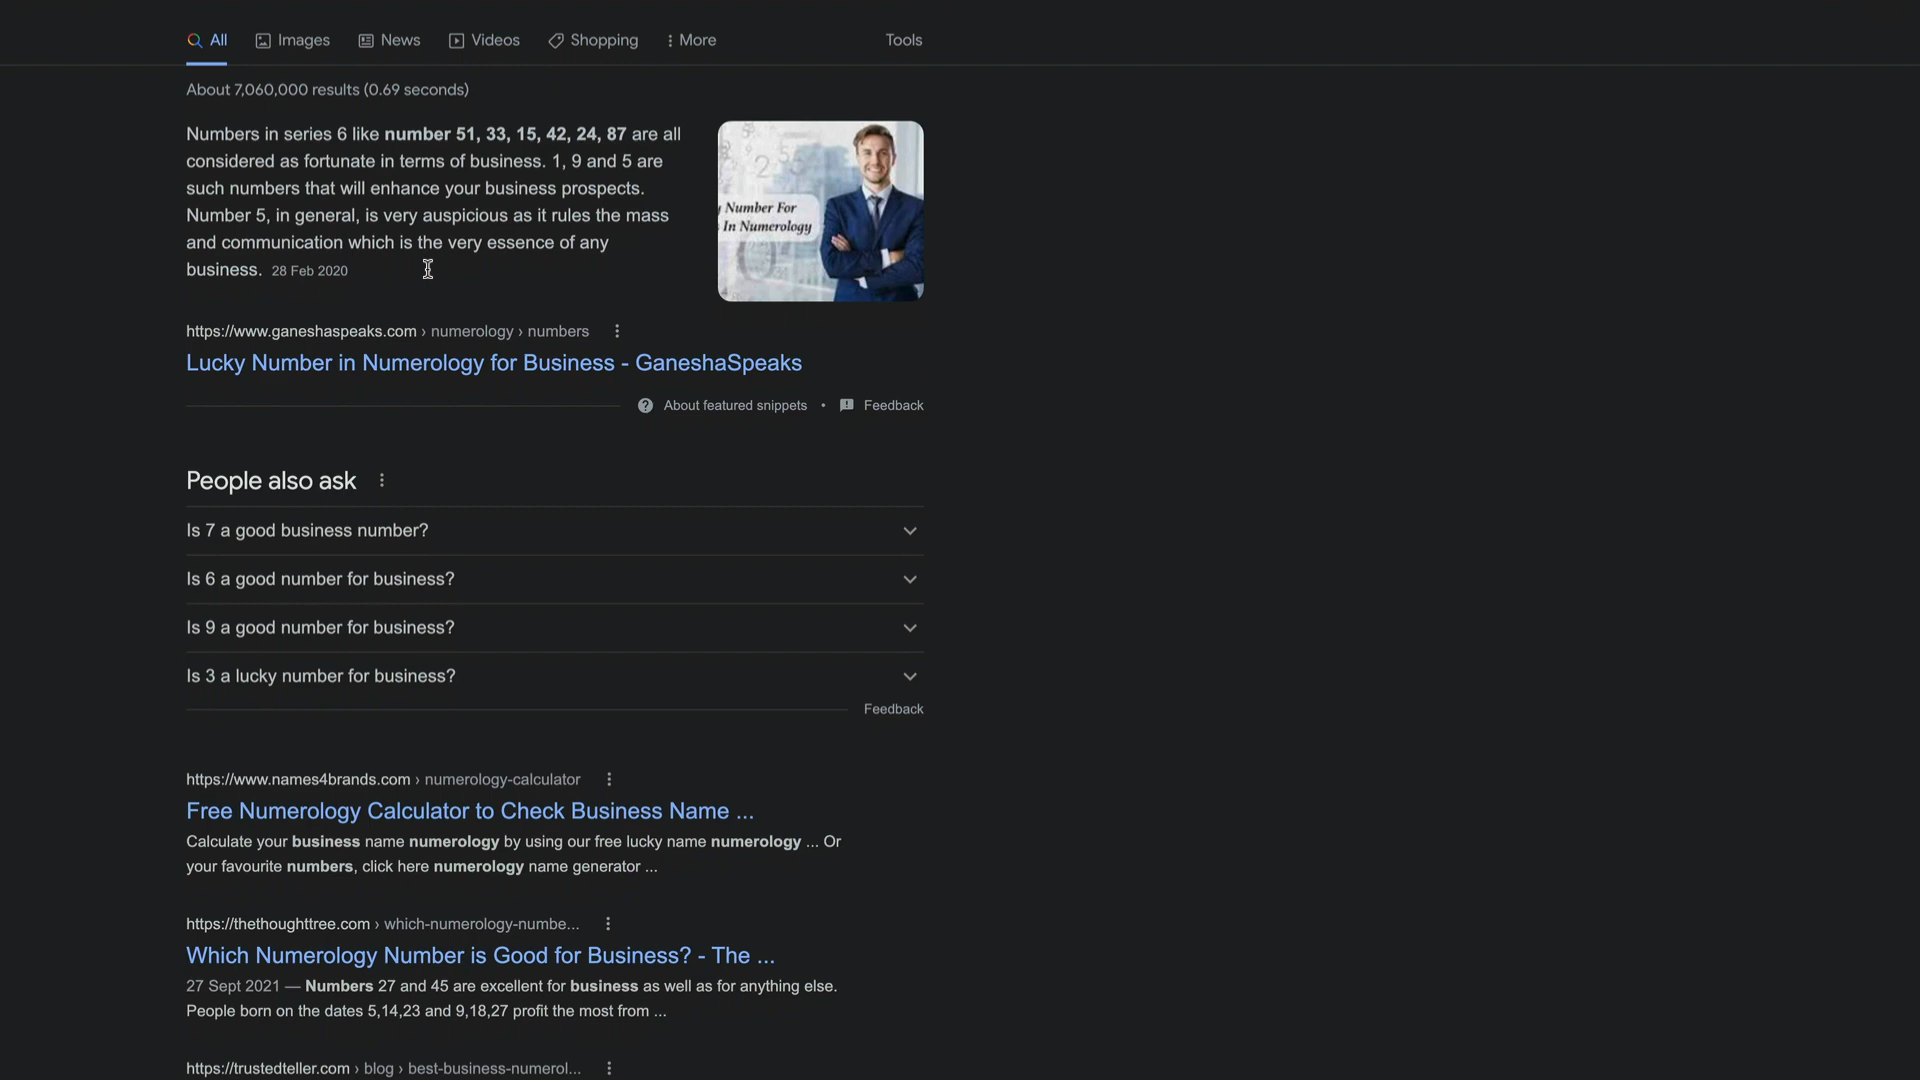 All Images News Videos Shopping More Tools
About 7,060,000 results (0.69 seconds)
Numbers in series 6 like number 51, 33, 15, 42, 24, 87 are all
considered as fortunate in terms of business. 1, 9 and 5 are
such numbers that will enhance your business prospects.
Number 5, in general, is very auspicious as it rules the mass
and communication which is the very essence of any
business. 28 Feb 2020
Number For
In Numerology
https://www.ganeshaspeaks.com › numerology › numbers
Lucky Number in Numerology for Business - GaneshaSpeaks
About featured snippets • Feedback
People also ask
Is 7 a good business number?
Is 6 a good number for business?
Is 9 a good number for business?
Is 3 a lucky number for business?
Feedback
https://www.names4brands.com › numerology-calculator
Free Numerology Calculator to Check Business Name ...
Calculate your business name numerology by using our free lucky name numerology ... Or
your favourite numbers, click here numerology name generator ...
https://thethoughttree.com › which-numerology-numbe...
Which Numerology Number is Good for Business? - The ...
27 Sept 2021 — Numbers 27 and 45 are excellent for business as well as for anything else.
People born on the dates 5,14,23 and 9,18,27 profit the most from ...
https://trustedteller.com › blog › best-business-numerol...